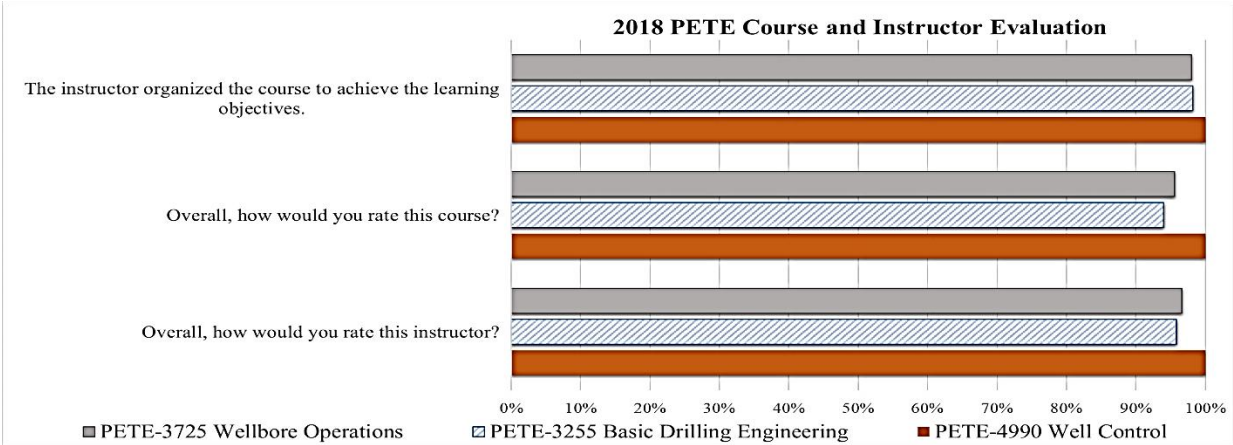 2018 PETE Course and Instructor Evaluation
The instructor organized the course to achieve the learning
objectives.
Overall, how would you rate this course?
Overall, how would you rate this instructor?
0% 10% 20% 30% 40% 50% 60% 70% 80% 90% 100%
PETE-3725 Wellbore Operations PETE-3255 Basic Drilling Engineering PETE-4990 Well Control